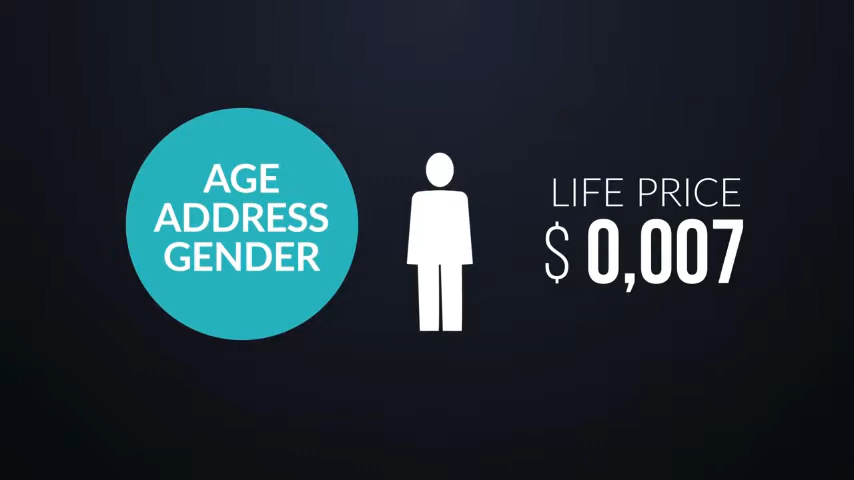 AGE
ADDRESS
GENDER
LIFE PRICE
$ 0,007